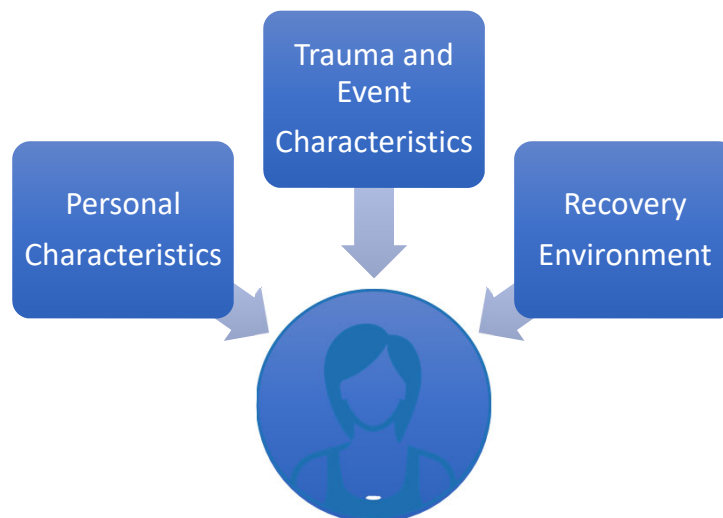 Personal
Characteristics
Trauma and
Event
Characteristics
Recovery
Environment